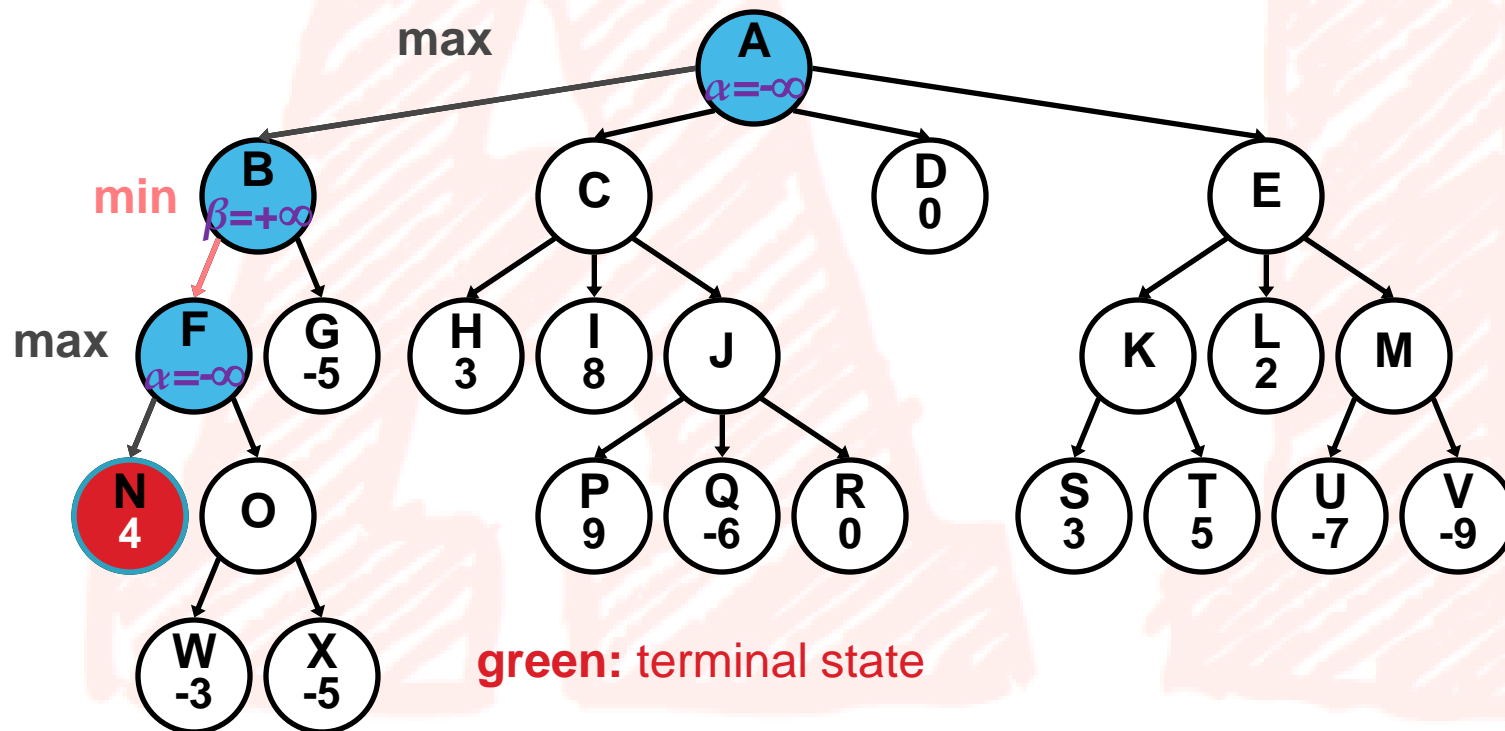 max
A
α=-∞
min
B
β=+∞
C
D
0
E
max
F
α=-∞
G
-5
H
3
I
8
J
K
L
2
M
N
4
O
P
9
Q
-6
R
0
S
3
T
5
U
-7
V
-9
W
-3
X
-5
green: terminal state